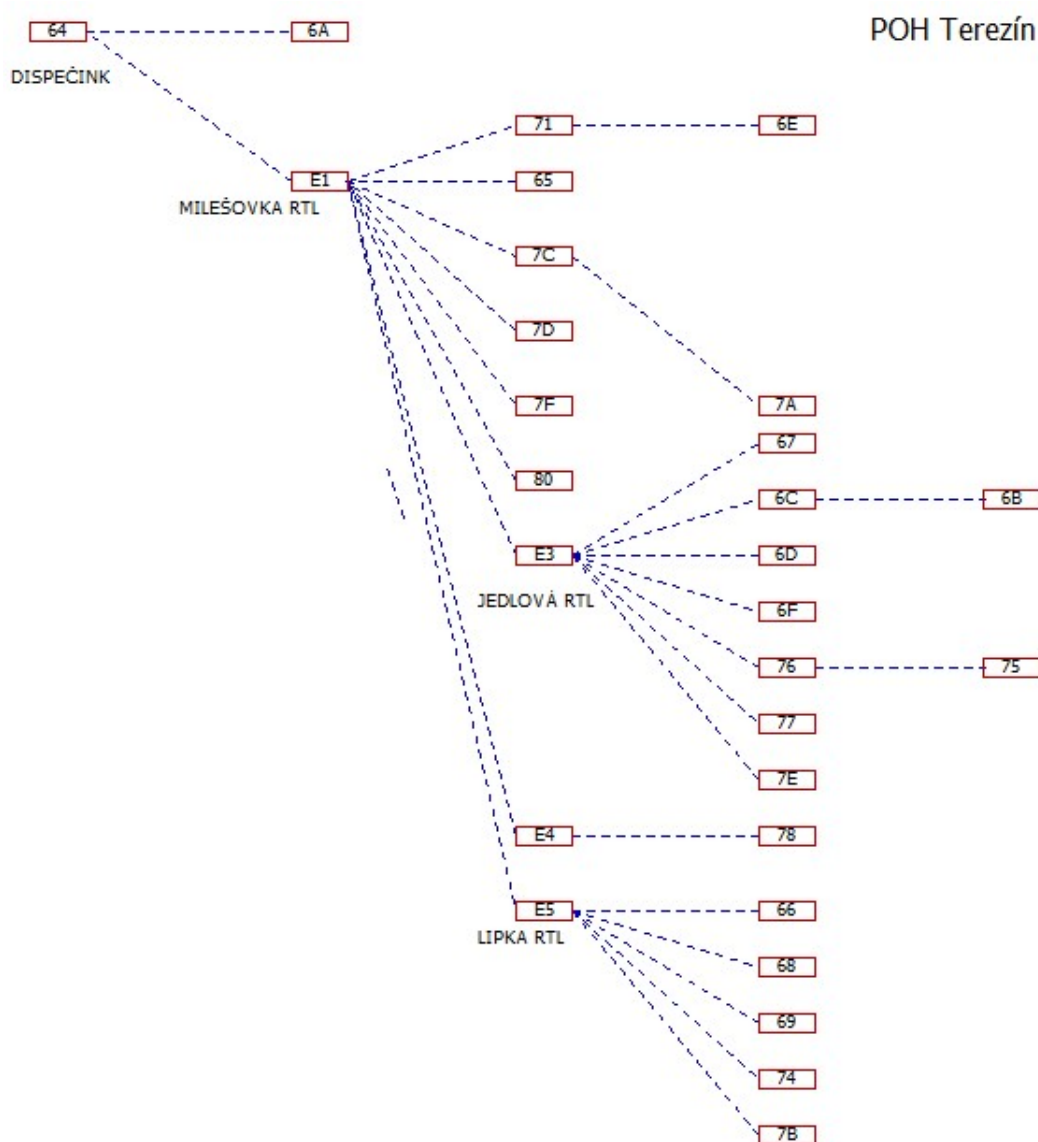 64
6A
POH Terezín
DISPEČINK
71
6E
E1
65
MILEŠOVKA RTL
7C
7D
7F
7A
67
80
6C
6B
E3
6D
JEDLOVÁ RTL
6F
76
75
77
7E
E4
78
E5
66
LIPKA RTL
68
69
74
7B